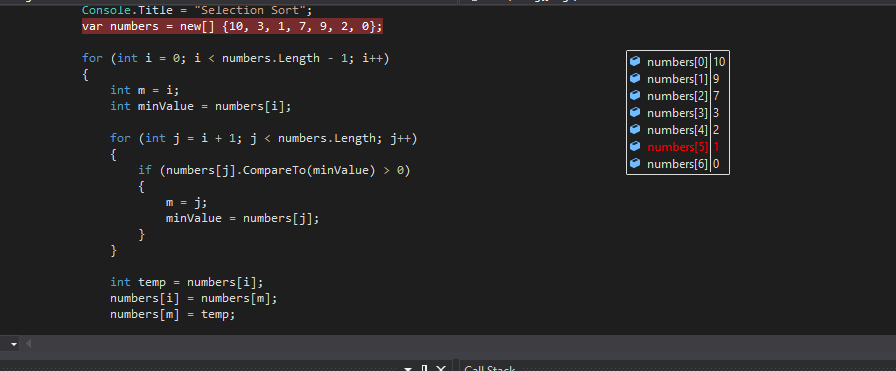 Console.Title = "Selection Sort";
var numbers = new[] {10, 3, 1, 7, 9, 2, 0};
for (int i = 0; i < numbers.Length - 1; i++)
{
int m = i;
int minValue = numbers[i];
for (int j = i + 1; j < numbers.Length; j++)
{
if (numbers[j].CompareTo(minValue) > 0)
{
m = j;
minValue = numbers[j];
}
}
int temp = numbers[i];
numbers[i] = numbers[m];
numbers[m] = temp;
numbers[0] 10
numbers[1] 9
numbers[2] 7
numbers[3] 3
numbers[4] 2
numbers[5] 1
numbers[6] 0
Call Stack